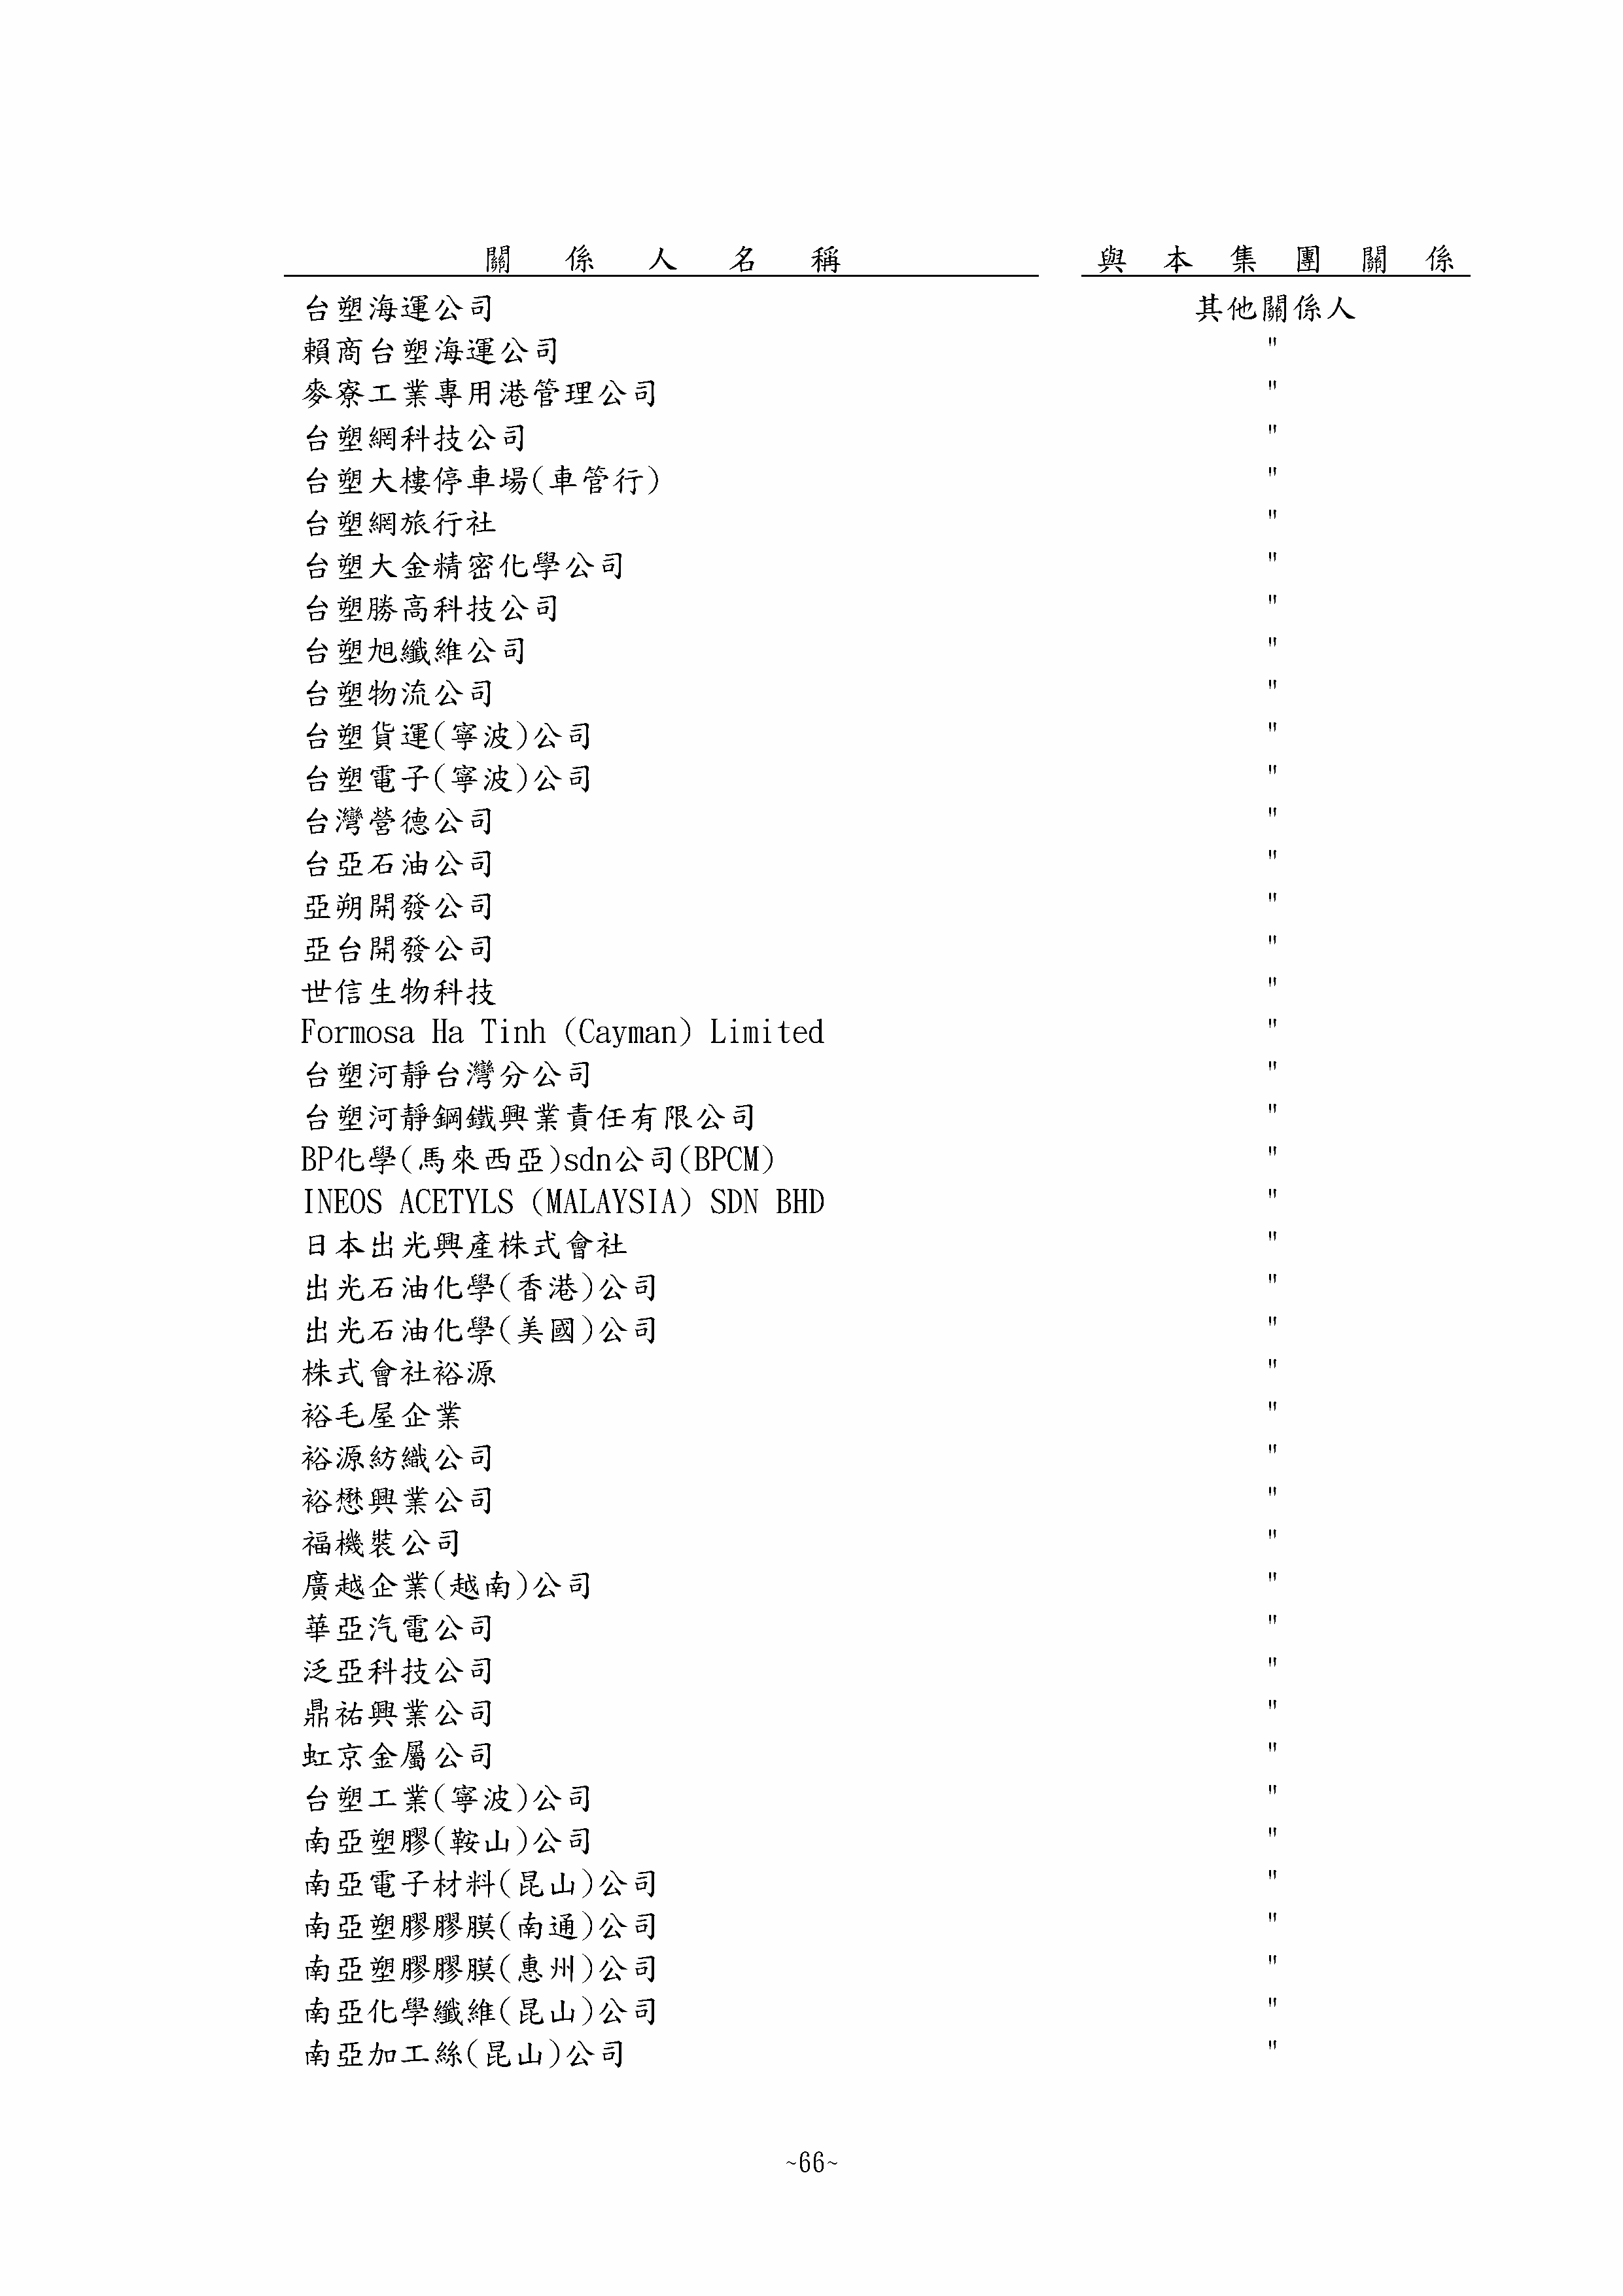 關係人名稱 與本集團關係
台塑海運公司 其他關係人
賴商台塑海運公司 "
麥寮工業專用港管理公司 "
台塑網科技公司 "
台塑大樓停車場(車管行) "
台塑網旅行社 "
台塑大金精密化學公司 "
台塑勝高科技公司 "
台塑旭纖維公司 "
台塑物流公司 "
台塑貨運(寧波)公司 "
台塑電子(寧波)公司 "
台灣營德公司 "
台亞石油公司 "
亞朔開發公司 "
亞台開發公司 "
世信生物科技 "
Formosa Ha Tinh (Cayman) Limited "
台塑河靜台灣分公司 "
台塑河靜鋼鐵興業責任有限公司 "
BP化學(馬來西亞)sdn公司(BPCM) "
INEOS ACETYLS (MALAYSIA) SDN BHD "
日本出光興產株式會社 "
出光石油化學(香港)公司 "
出光石油化學(美國)公司 "
株式會社裕源 "
裕毛屋企業 "
裕源紡織公司 "
裕懋興業公司 "
福機裝公司 "
廣越企業(越南)公司 "
華亞汽電公司 "
泛亞科技公司 "
鼎祐興業公司 "
虹京金屬公司 "
台塑工業(寧波)公司 "
南亞塑膠(鞍山)公司 "
南亞電子材料(昆山)公司 "
南亞塑膠膠膜(南通)公司 "
南亞塑膠膠膜(惠州)公司 "
南亞化學纖維(昆山)公司 "
南亞加工絲(昆山)公司 "
~66~